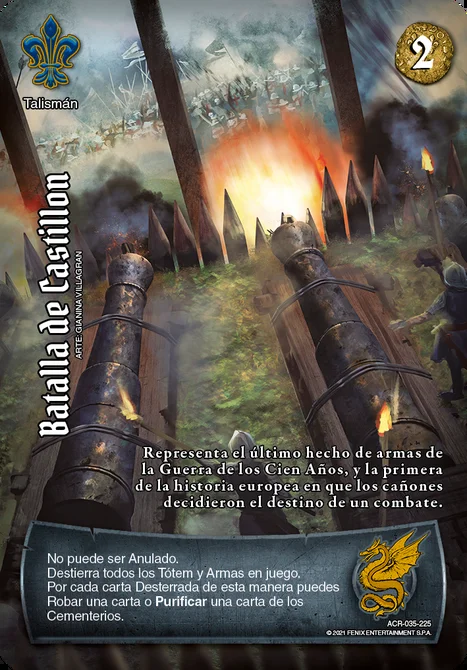 2
Talismán
Batalla de Castillon
ARTE: GIANINA VILLAGRAN
Representa el último hecho de armas de
la Guerra de los Cien Años, y la primera
de la historia europea en que los cañones
decidieron el destino de un combate.
No puede ser Anulado.
Destierra todos los Tótem y Armas en juego.
Por cada carta Desterrada de esta manera puedes
Robar una carta o Purificar una carta de los
Cementerios.
ACR-035-225
© 2021 FENIX ENTERTAINMENT S.P.A.